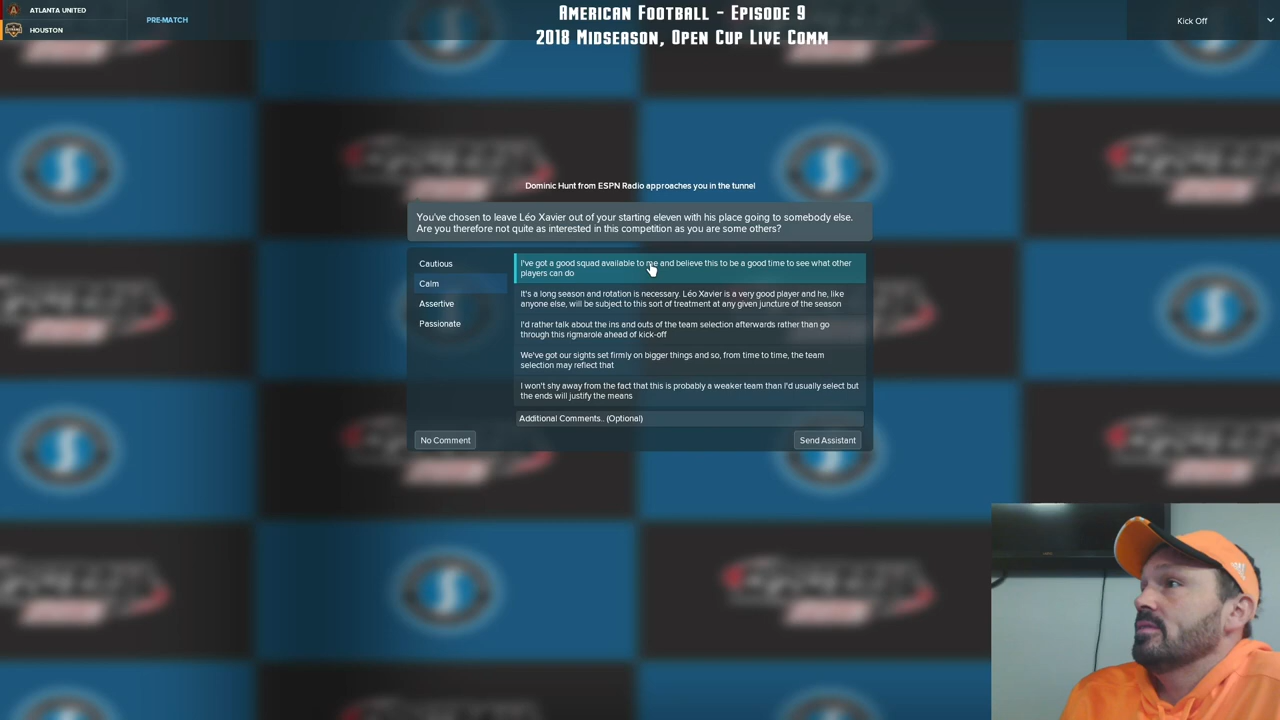 ATLANTA UNITED
HOUSTON
PRE-MATCH
American Football - Episode 9
2018 Midseason, Open Cup Live Comm
Kick Off
Dominic Hunt from ESPN Radio approaches you in the tunnel
You've chosen to leave Léo Xavier out of your starting eleven with his place going to somebody else.
Are you therefore not quite as interested in this competition as you are some others?
Cautious
Calm
Assertive
Passionate
I've got a good squad available to me and believe this to be a good time to see what other
players can do
It's a long season and rotation is necessary. Léo Xavier is a very good player and he, like
anyone else, will be subject to this sort of treatment at any given juncture of the season
I'd rather talk about the ins and outs of the team selection afterwards rather than go
through this rigmarole ahead of kick-off
We've got our sights set firmly on bigger things and so, from time to time, the team
selection may reflect that
I won't shy away from the fact that this is probably a weaker team than I'd usually select but
the ends will justify the means
Additional Comments.. (Optional)
No Comment
Send Assistant